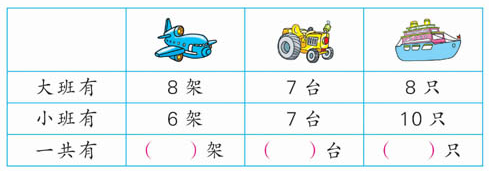 大班有 8架 7台 8只
小班有 6架 7台 10只
一共有 (    )架 (    )台 (    )只